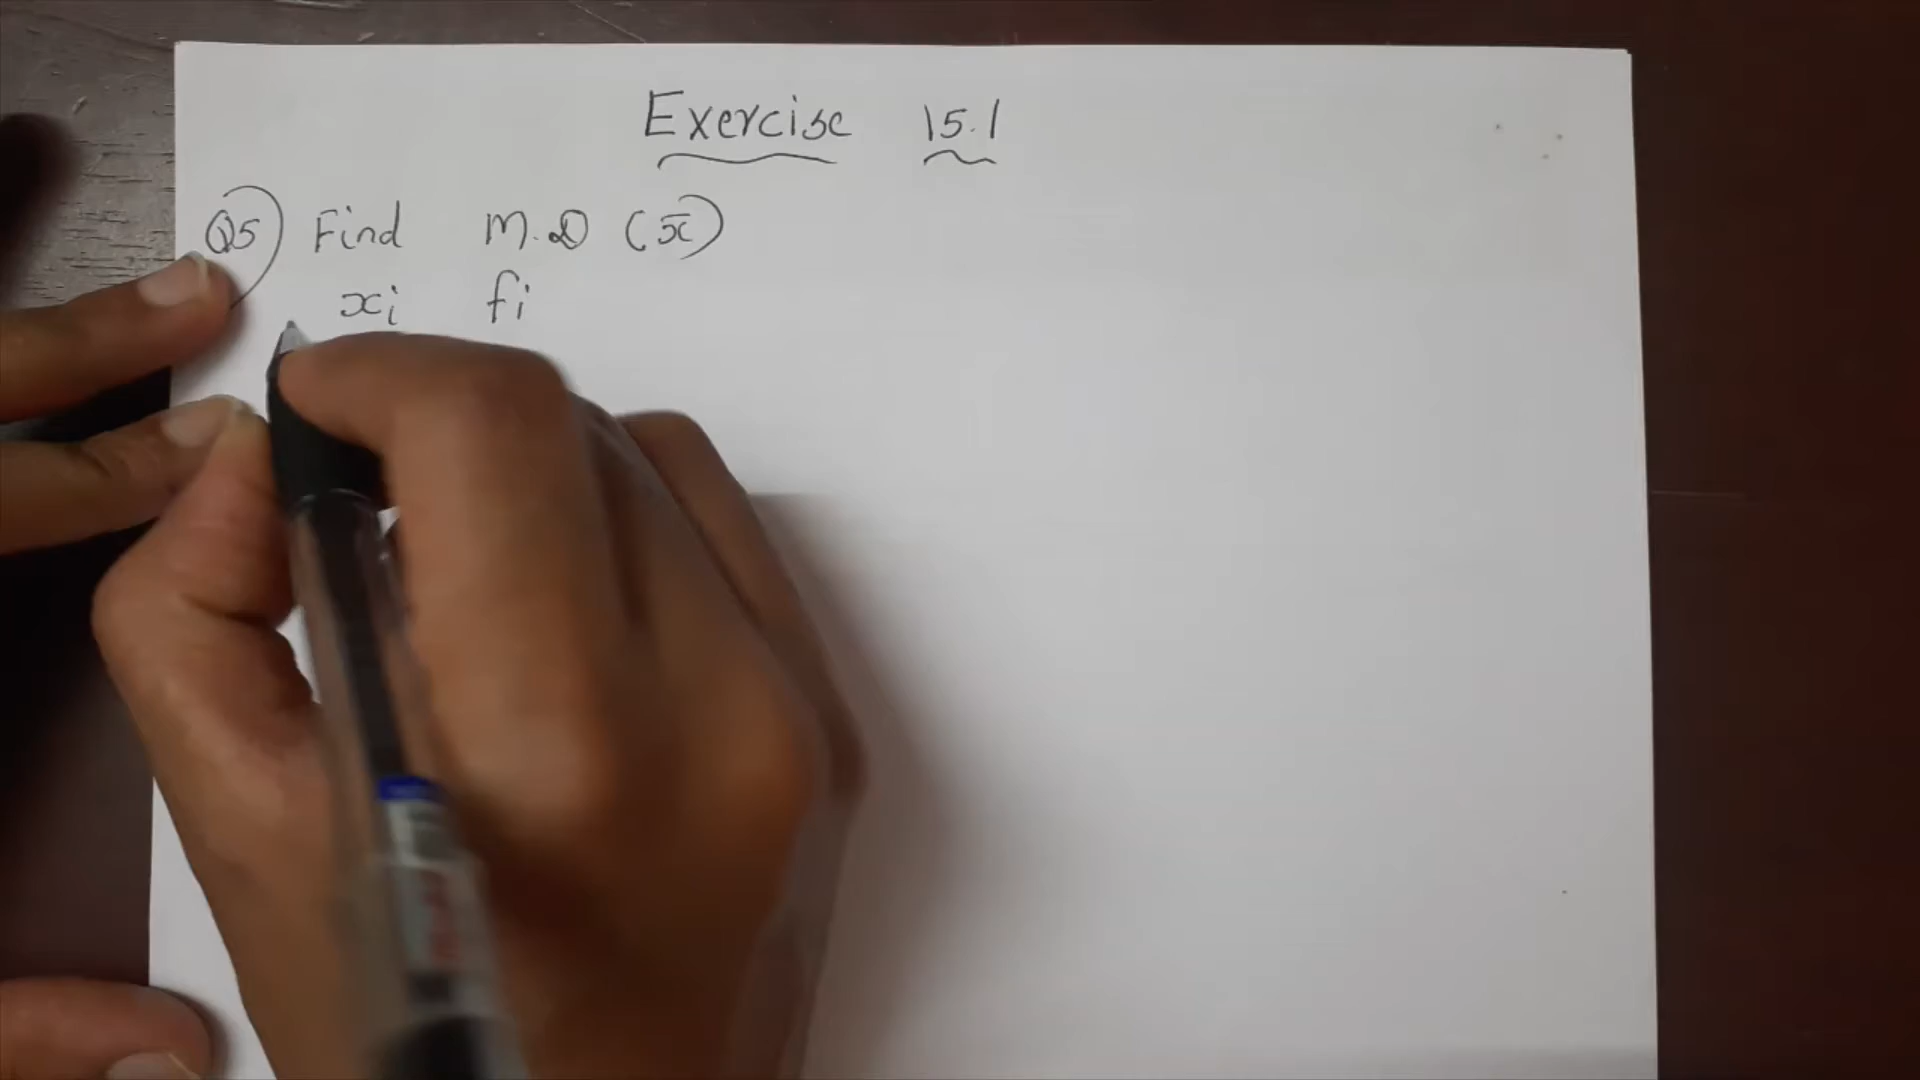 Exercise 15.1
Q5) Find M.D (x̄)
xi fi